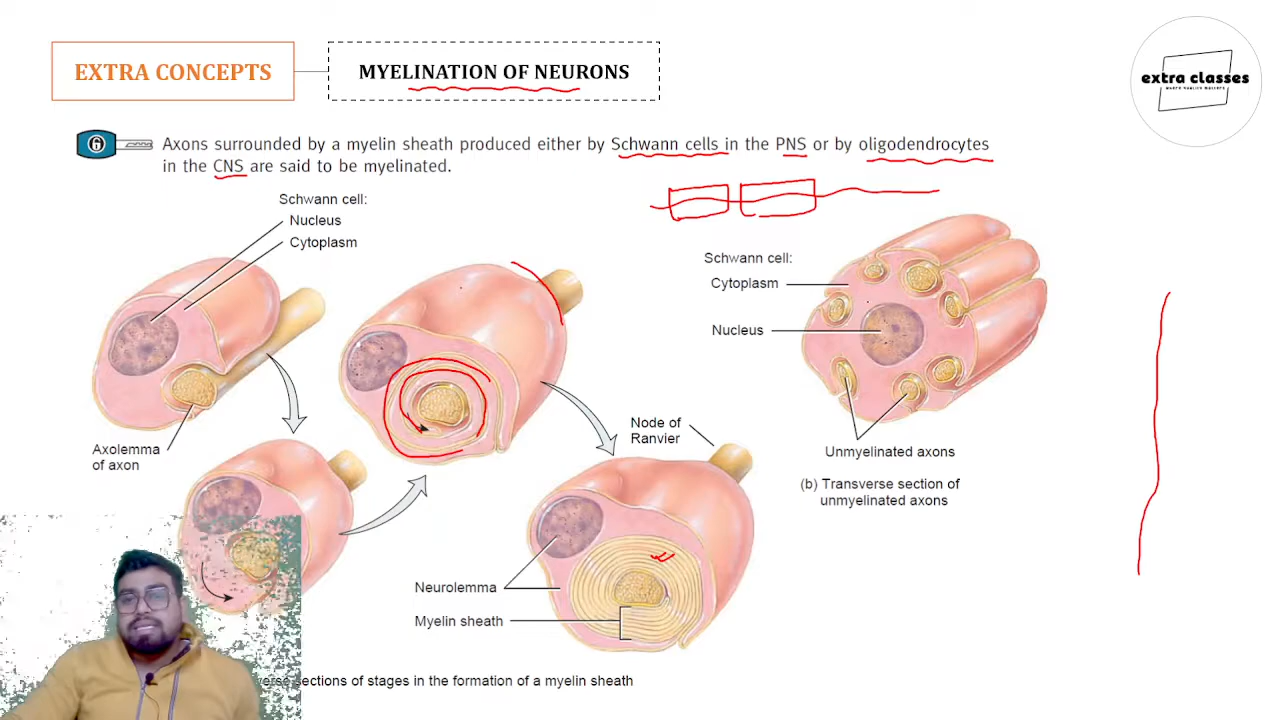 EXTRA CONCEPTS
MYELINATION OF NEURONS
extra classes
Axons surrounded by a myelin sheath produced either by Schwann cells in the PNS or by oligodendrocytes
in the CNS are said to be myelinated.
Schwann cell:
Nucleus
Cytoplasm
Axolemma
of axon
Schwann cell:
Cytoplasm
Nucleus
Node of
Ranvier
Unmyelinated axons
(b) Transverse section of
unmyelinated axons
Neurolemma
Myelin sheath
sections of stages in the formation of a myelin sheath